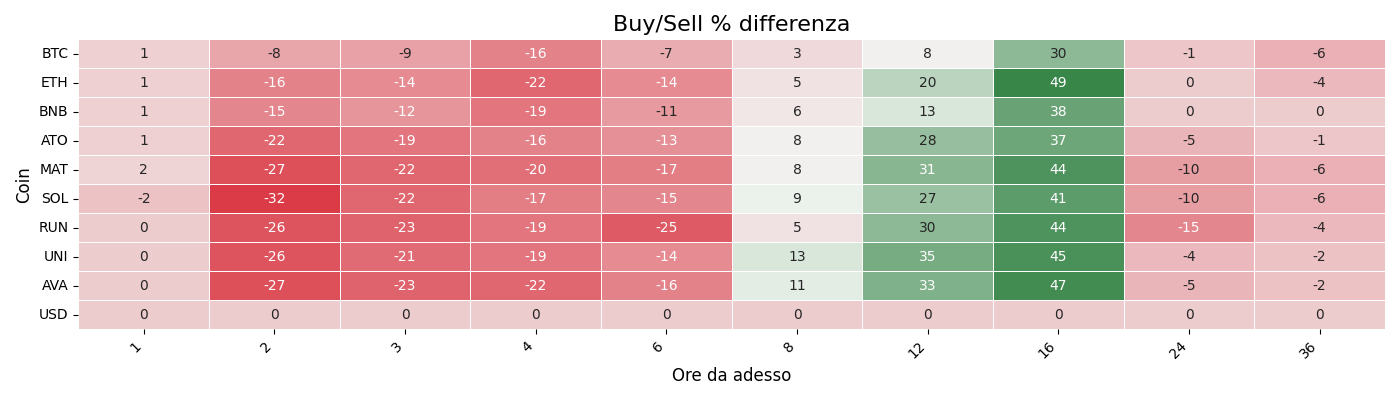 Buy/Sell % differenza
Coin
BTC 1 -8 -9 -16 -7 3 8 30 -1 -6
ETH 1 -16 -14 -22 -14 5 20 49 0 -4
BNB 1 -15 -12 -19 -11 6 13 38 0 0
ATO 1 -22 -19 -16 -13 8 28 37 -5 -1
MAT 2 -27 -22 -20 -17 8 31 44 -10 -6
SOL -2 -32 -22 -17 -15 9 27 41 -10 -6
RUN 0 -26 -23 -19 -25 5 30 44 -15 -4
UNI 0 -26 -21 -19 -14 13 35 45 -4 -2
AVA 0 -27 -23 -22 -16 11 33 47 -5 -2
USD 0 0 0 0 0 0 0 0 0 0
1 2 3 4 6 8 12 16 24 36
Ore da adesso